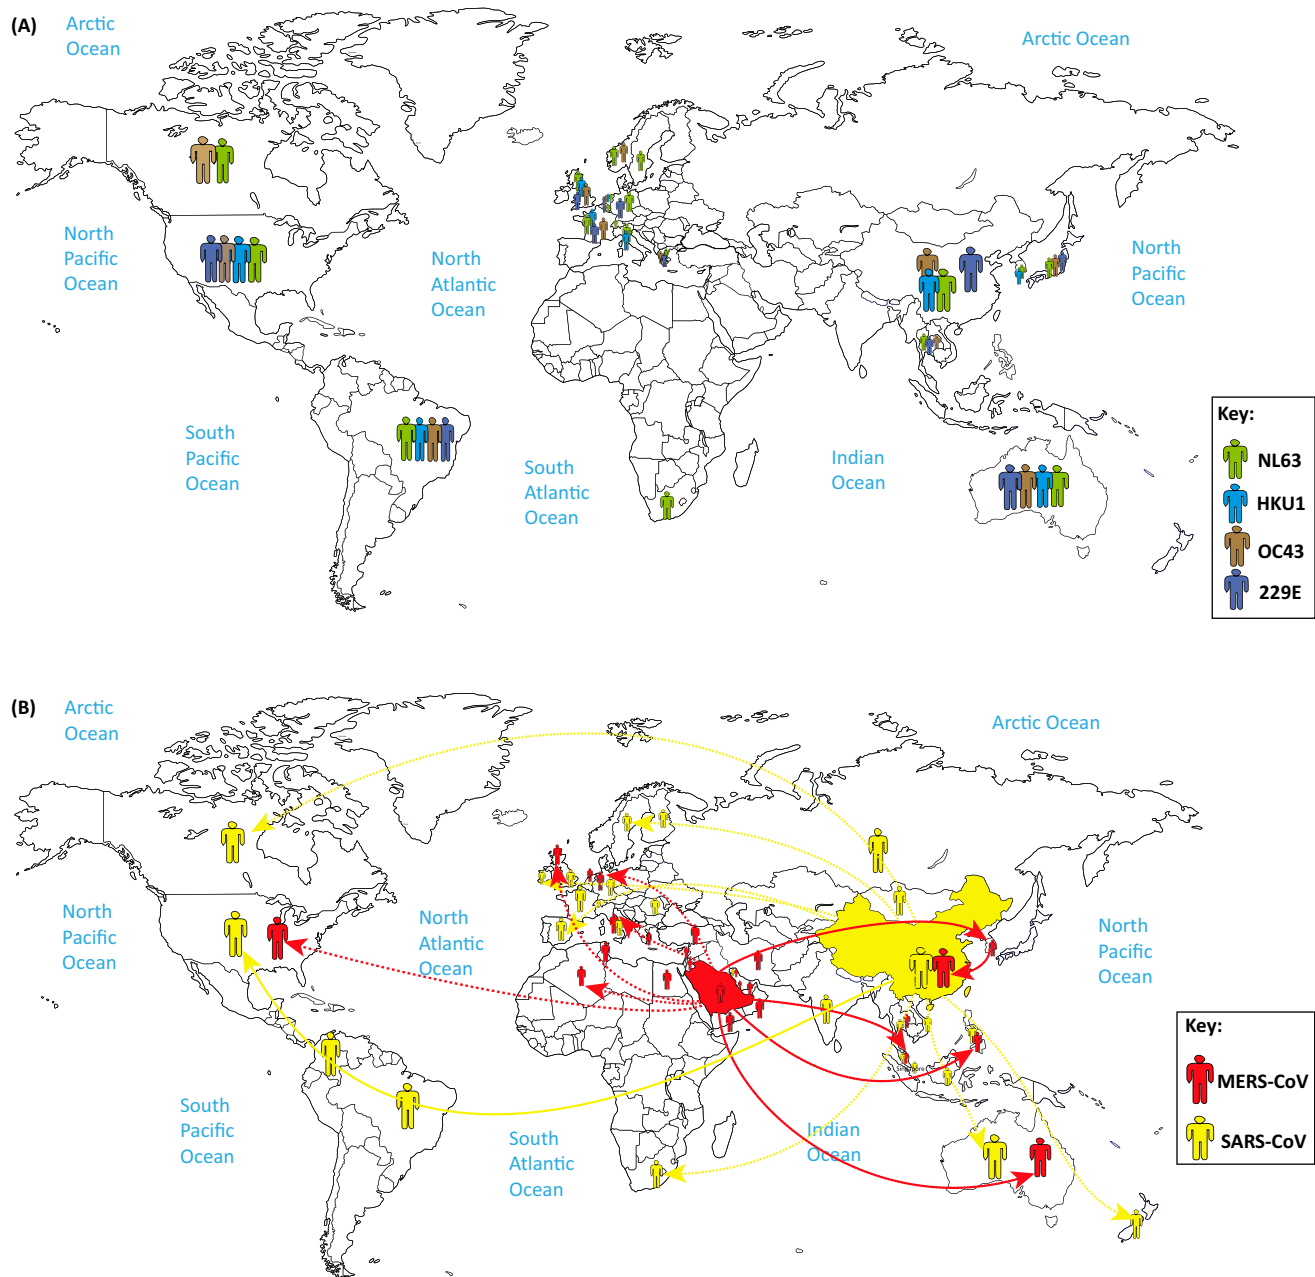 (A)
Arctic
Ocean
Arctic Ocean
North
Pacific
Ocean
North
Atlantic
Ocean
North
Pacific
Ocean
South
Pacific
Ocean
South
Atlantic
Ocean
Indian
Ocean
Key:
NL63
HKU1
OC43
229E
(B)
Arctic
Ocean
Arctic Ocean
North
Pacific
Ocean
North
Atlantic
Ocean
North
Pacific
Ocean
Singapore
South
Pacific
Ocean
South
Atlantic
Ocean
Indian
Ocean
Key:
MERS-CoV
SARS-CoV